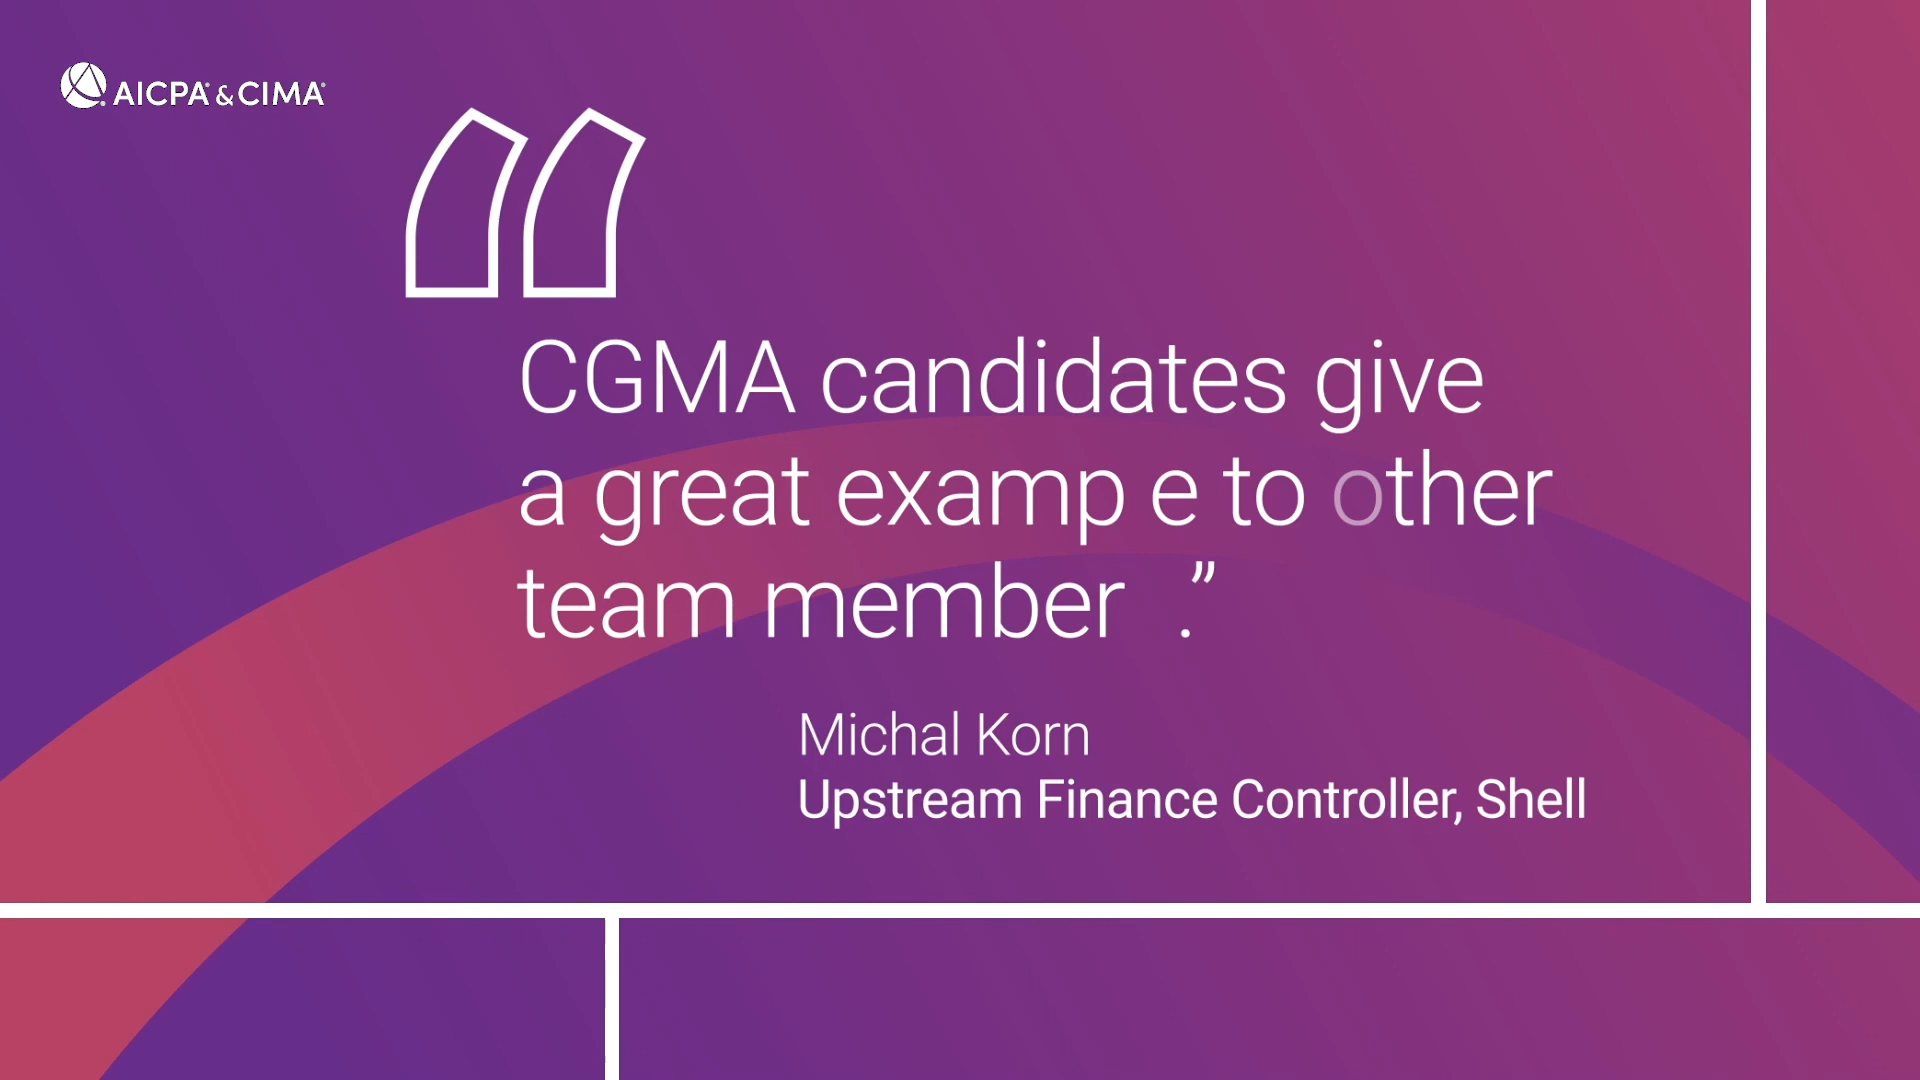 AICPA® & CIMA®
CGMA candidates give
a great examp e to other
team member .”
Michal Korn
Upstream Finance Controller, Shell